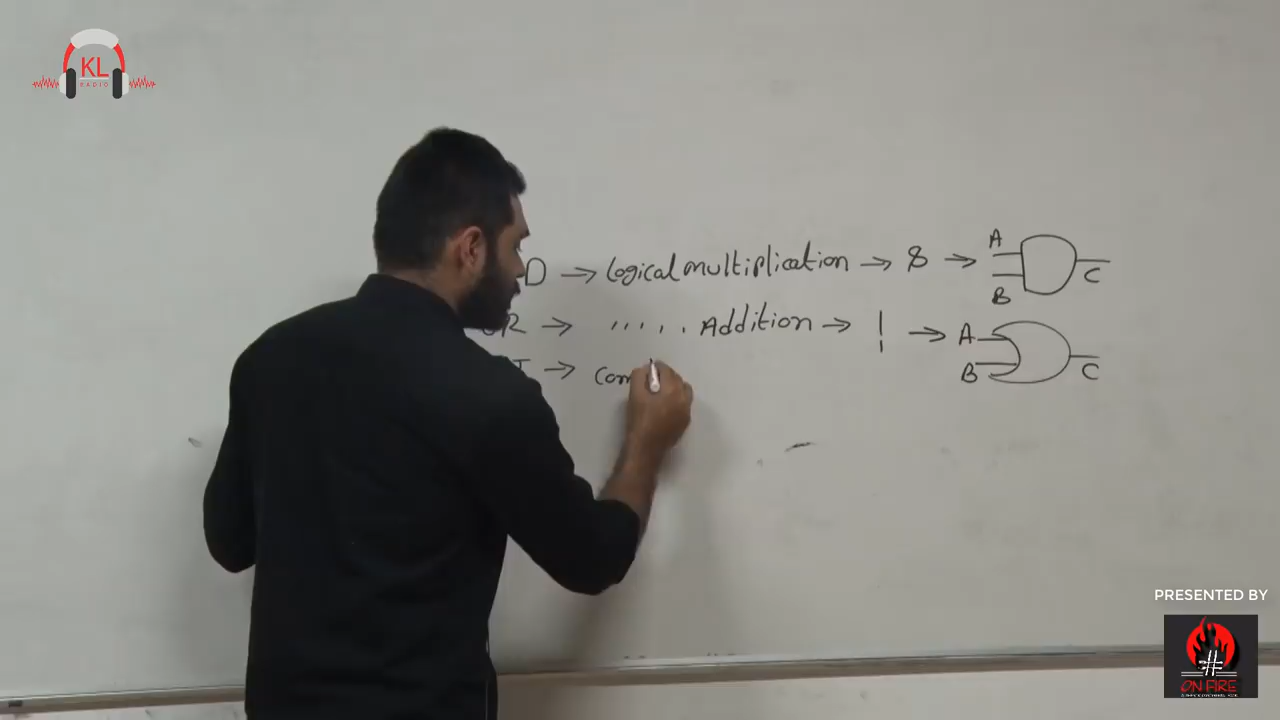 KL
RADIO
A
D → Logical multiplication → & → C
B
OR → ''... Addition → ! → A
B C
T → com
PRESENTED BY
#
ON FIRE